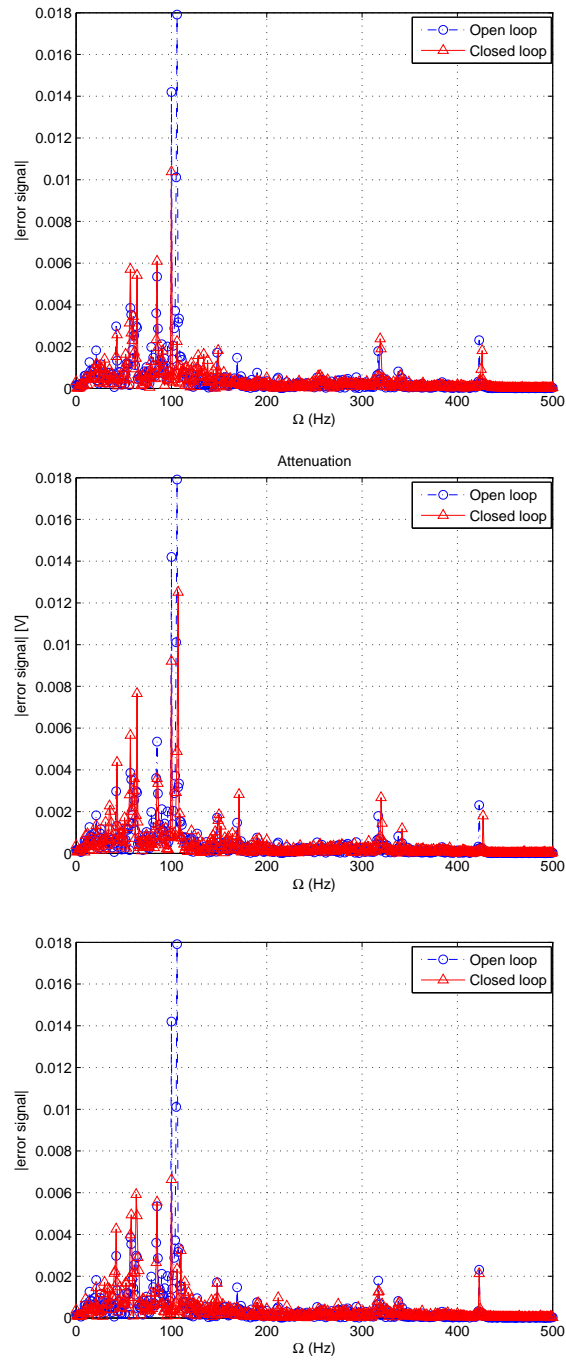 0.018
0.016
0.014
0.012
0.01
0.008
0.006
0.004
0.002
0
|error signal|
Open loop
Closed loop
0 100 200 300 400 500
Ω (Hz)
Attenuation
0.018
0.016
0.014
0.012
0.01
0.008
0.006
0.004
0.002
0
|error signal| [V]
Open loop
Closed loop
0 100 200 300 400 500
Ω (Hz)
0.018
0.016
0.014
0.012
0.01
0.008
0.006
0.004
0.002
0
|error signal|
Open loop
Closed loop
0 100 200 300 400 500
Ω (Hz)